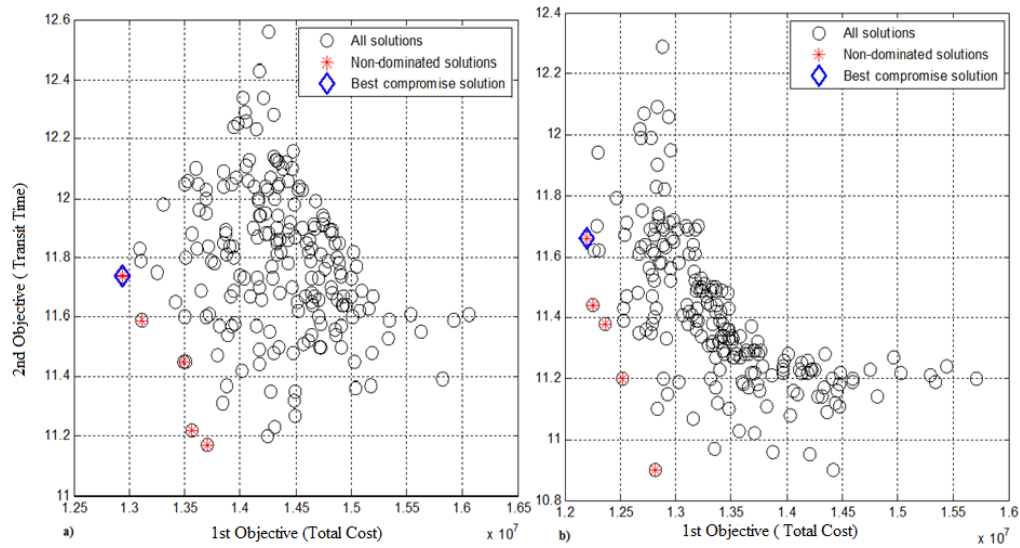 12.6
12.4
12.2
12
11.8
11.6
11.4
11.2
11
2nd Objective ( Transit Time)
All solutions
Non-dominated solutions
Best compromise solution
1.25
1.3
1.35
1.4
1.45
1.5
1.55
1.6
1.65
a)
1st Objective (Total Cost)
x 10^7
12.4
12.2
12
11.8
11.6
11.4
11.2
11
10.8
All solutions
Non-dominated solutions
Best compromise solution
1.2
1.25
1.3
1.35
1.4
1.45
1.5
1.55
1.6
b)
1st Objective ( Total Cost)
x 10^7